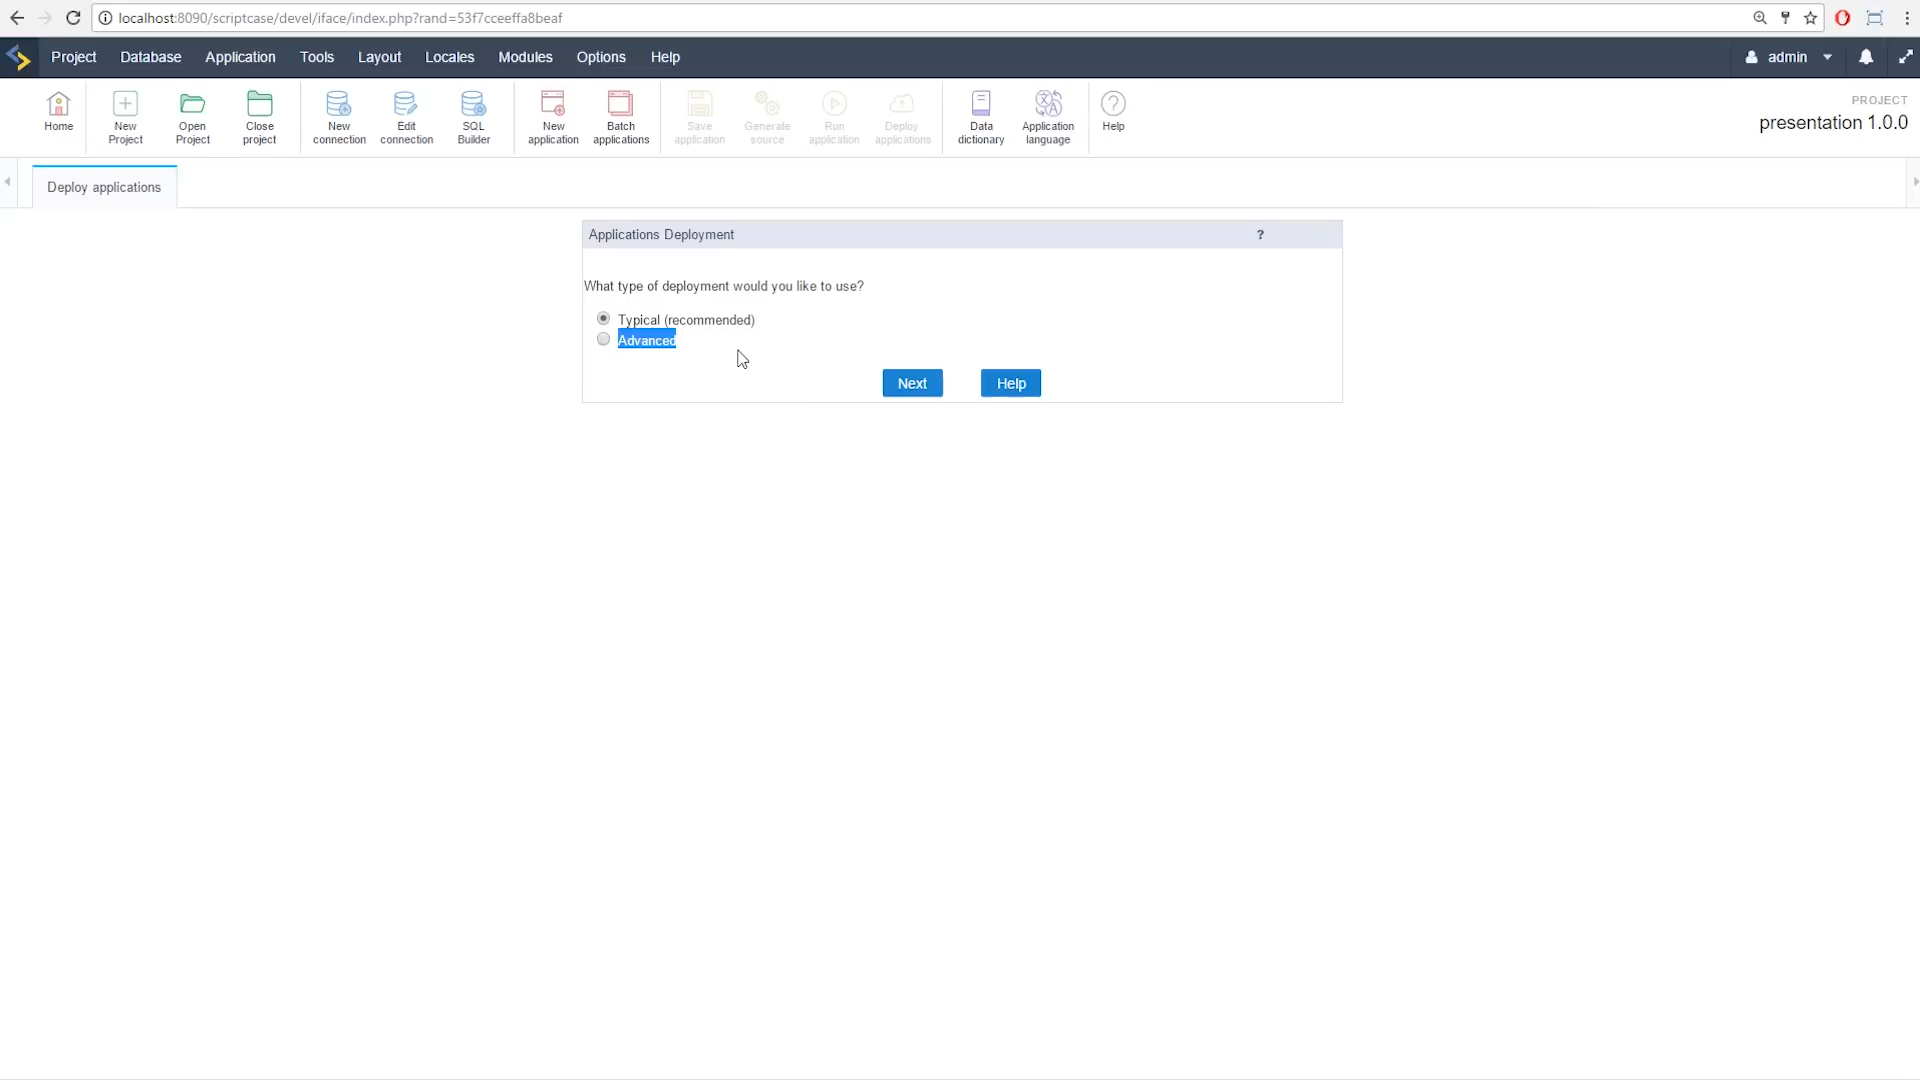 localhost:8090/scriptcase/devel/iface/index.php?rand=53f7cceeffa8beaf
Project Database Application Tools Layout Locales Modules Options Help admin
Home
New Project
Open Project
Close project
New connection
Edit connection
SQL Builder
New application
Batch applications
Save application
Generate source
Run application
Deploy applications
Data dictionary
Application language
Help
PROJECT
presentation 1.0.0
Deploy applications
Applications Deployment ?
What type of deployment would you like to use?
Typical (recommended)
Advanced
Next Help